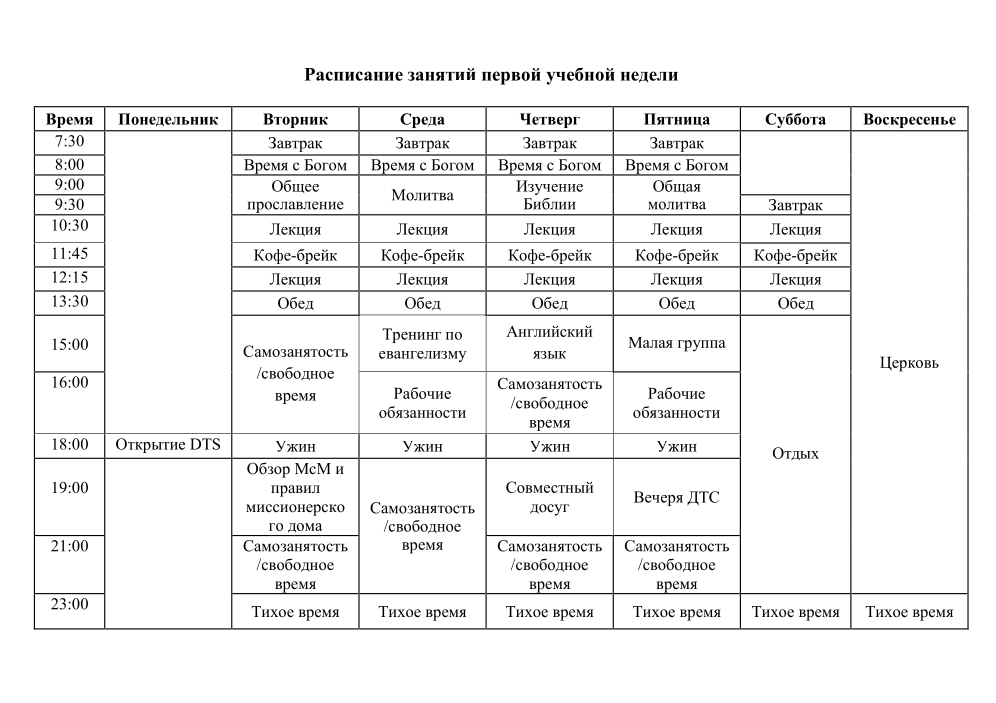 Расписание занятий первой учебной недели
Время Понедельник Вторник Среда Четверг Пятница Суббота Воскресенье
7:30 Завтрак Завтрак Завтрак Завтрак
8:00 Время с Богом Время с Богом Время с Богом Время с Богом
9:00 Общее Изучение Общая
Молитва
9:30 прославление Библии молитва Завтрак
10:30 Лекция Лекция Лекция Лекция Лекция
11:45 Кофе-брейк Кофе-брейк Кофе-брейк Кофе-брейк Кофе-брейк
12:15 Лекция Лекция Лекция Лекция Лекция
13:30 Обед Обед Обед Обед Обед
15:00
Самозанятость
/свободное
время
Тренинг по
евангелизму
Английский
язык
Малая группа
Церковь
16:00
Рабочие
обязанности
Самозанятость
/свободное
время
Рабочие
обязанности
18:00 Открытие DTS Ужин Ужин Ужин Ужин
Отдых
19:00
Обзор МсМ и
правил
миссионерско
го дома
Самозанятость
/свободное
время
Совместный
досуг
Вечеря ДТС
21:00
Самозанятость
/свободное
время
Самозанятость
/свободное
время
Самозанятость
/свободное
время
23:00 Тихое время Тихое время Тихое время Тихое время Тихое время Тихое время